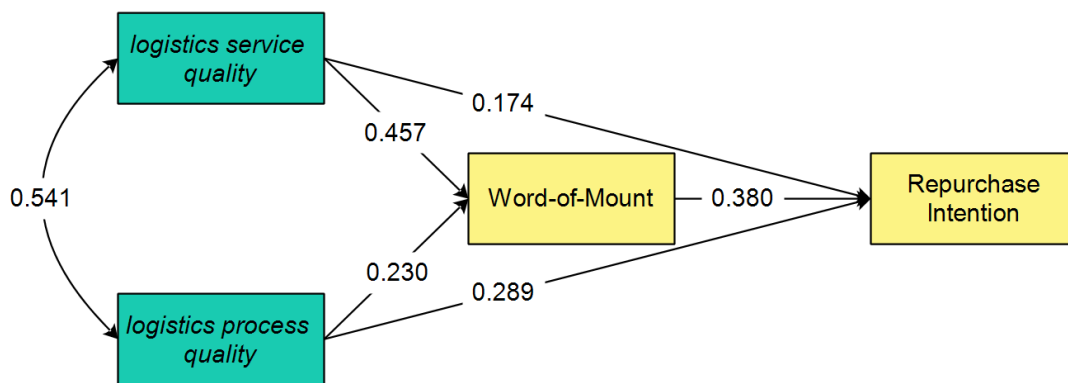 logistics service
quality
0.174
0.457
0.541
Word-of-Mount
0.380
Repurchase
Intention
0.230
0.289
logistics process
quality